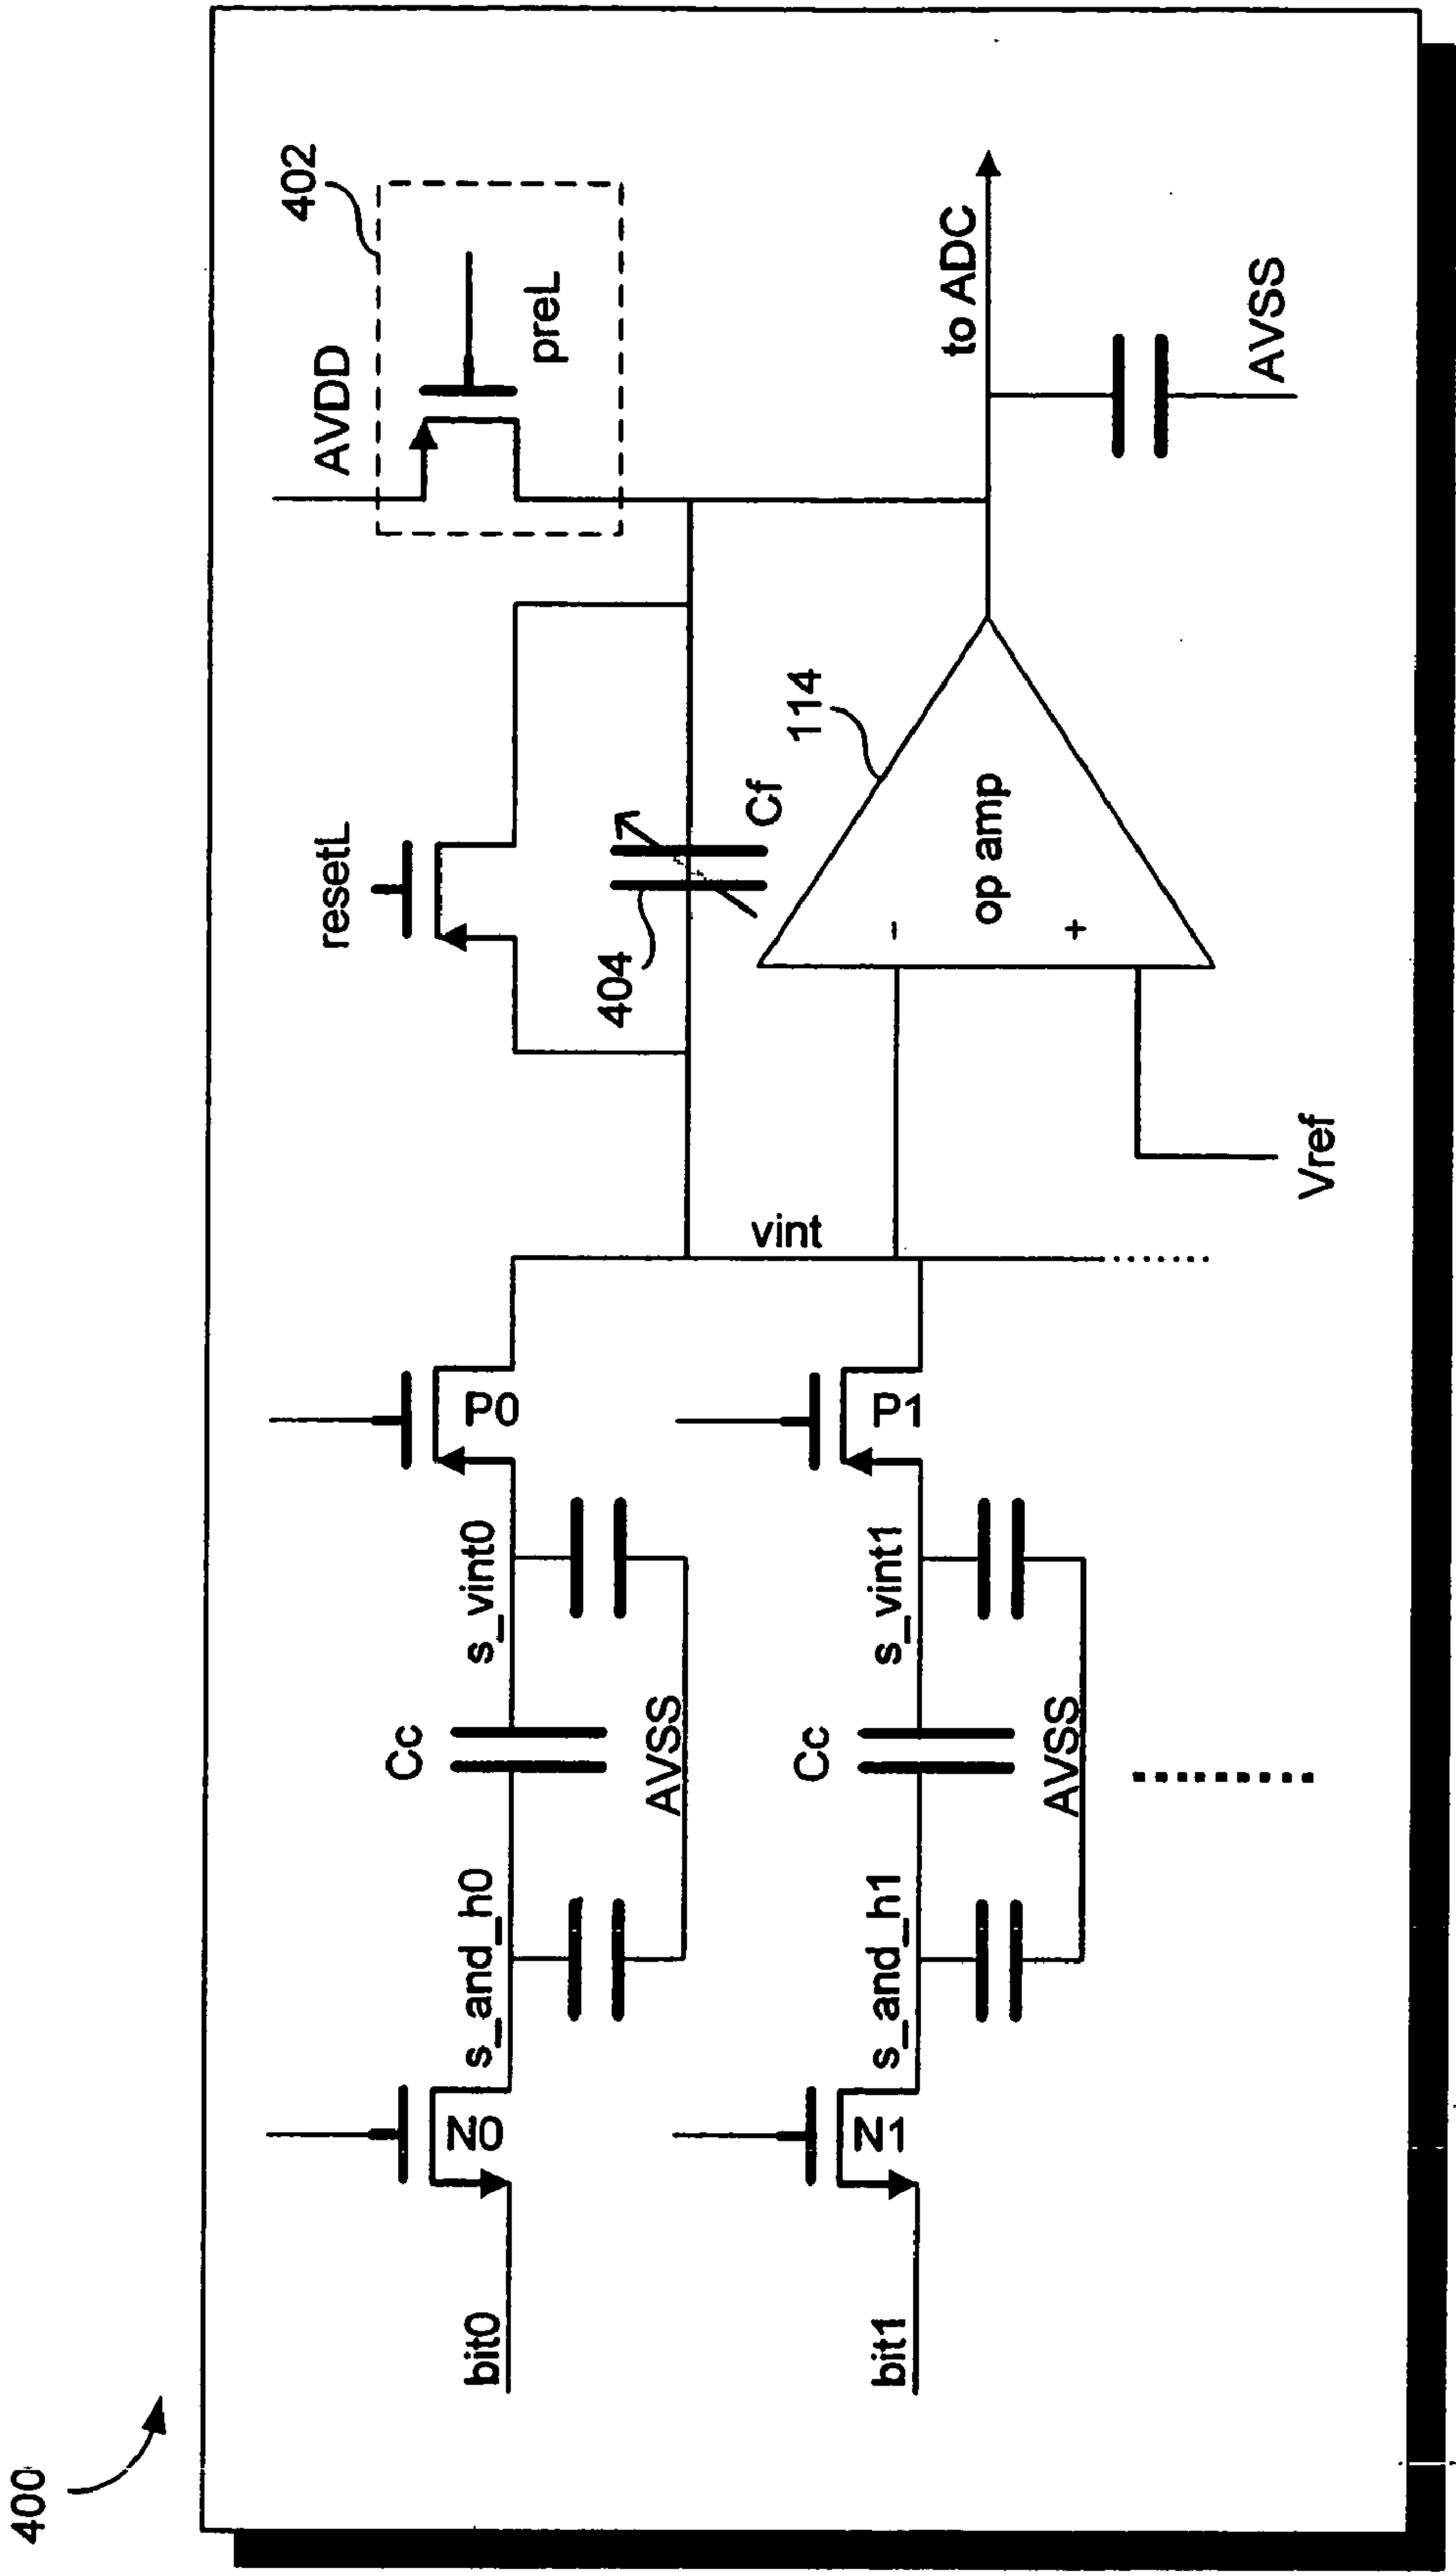 400
AVDD
402
preL
resetL
404
Cf
114
op amp
-
+
to ADC
AVSS
Vref
vint
bit0
N0
s_and_h0
Cc
s_vint0
P0
AVSS
bit1
N1
s_and_h1
Cc
s_vint1
P1
AVSS